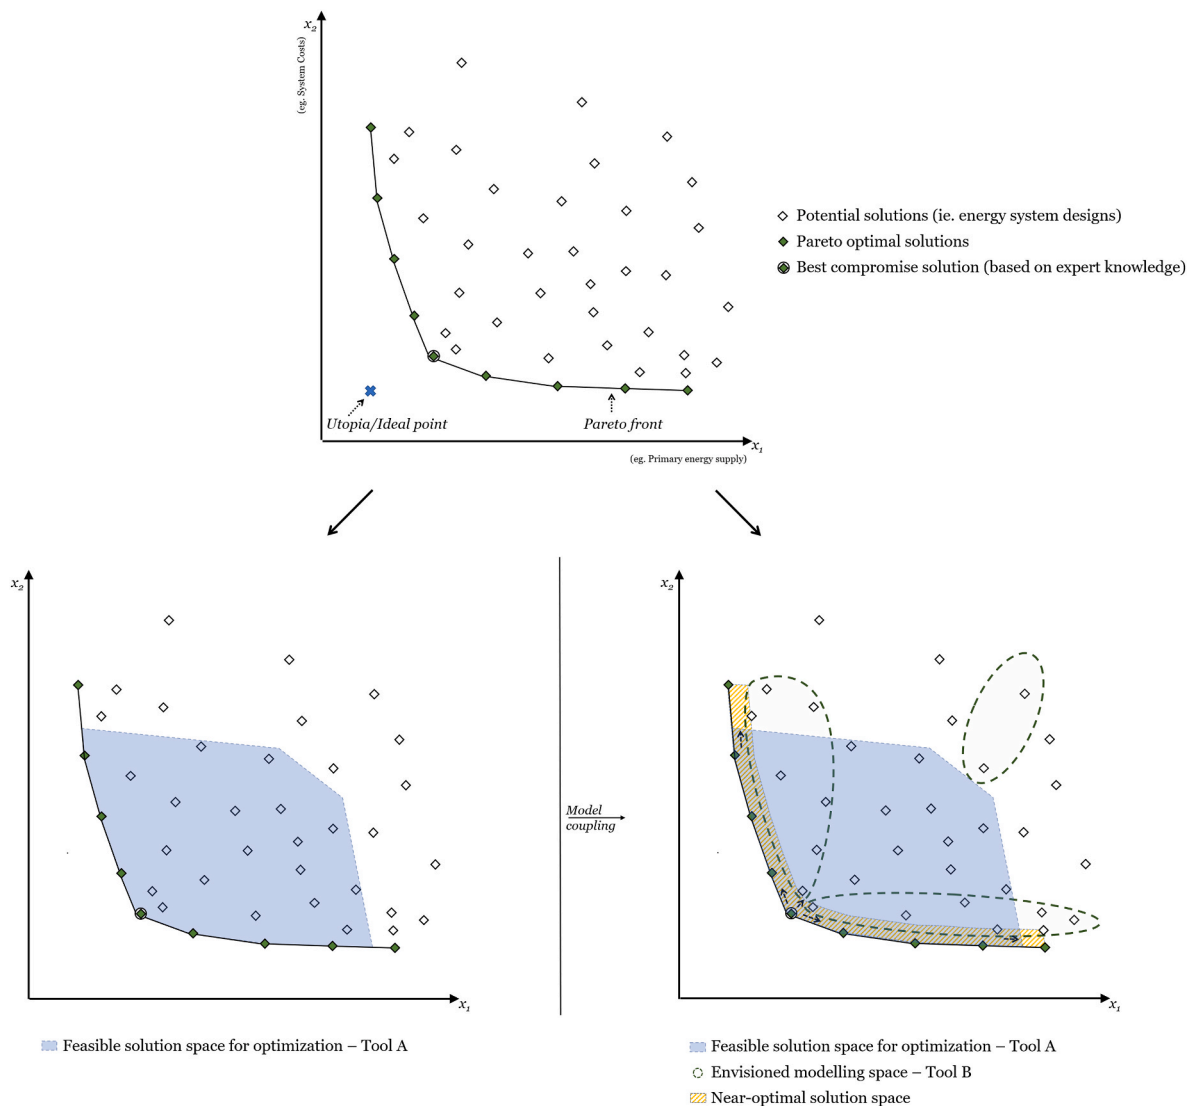 x2
(eg. System Costs)
Potential solutions (ie. energy system designs)
Pareto optimal solutions
Best compromise solution (based on expert knowledge)
Utopia/Ideal point
Pareto front
x1
(eg. Primary energy supply)
x2
x1
Feasible solution space for optimization – Tool A
Model
coupling
x2
x1
Feasible solution space for optimization – Tool A
Envisioned modelling space – Tool B
Near-optimal solution space